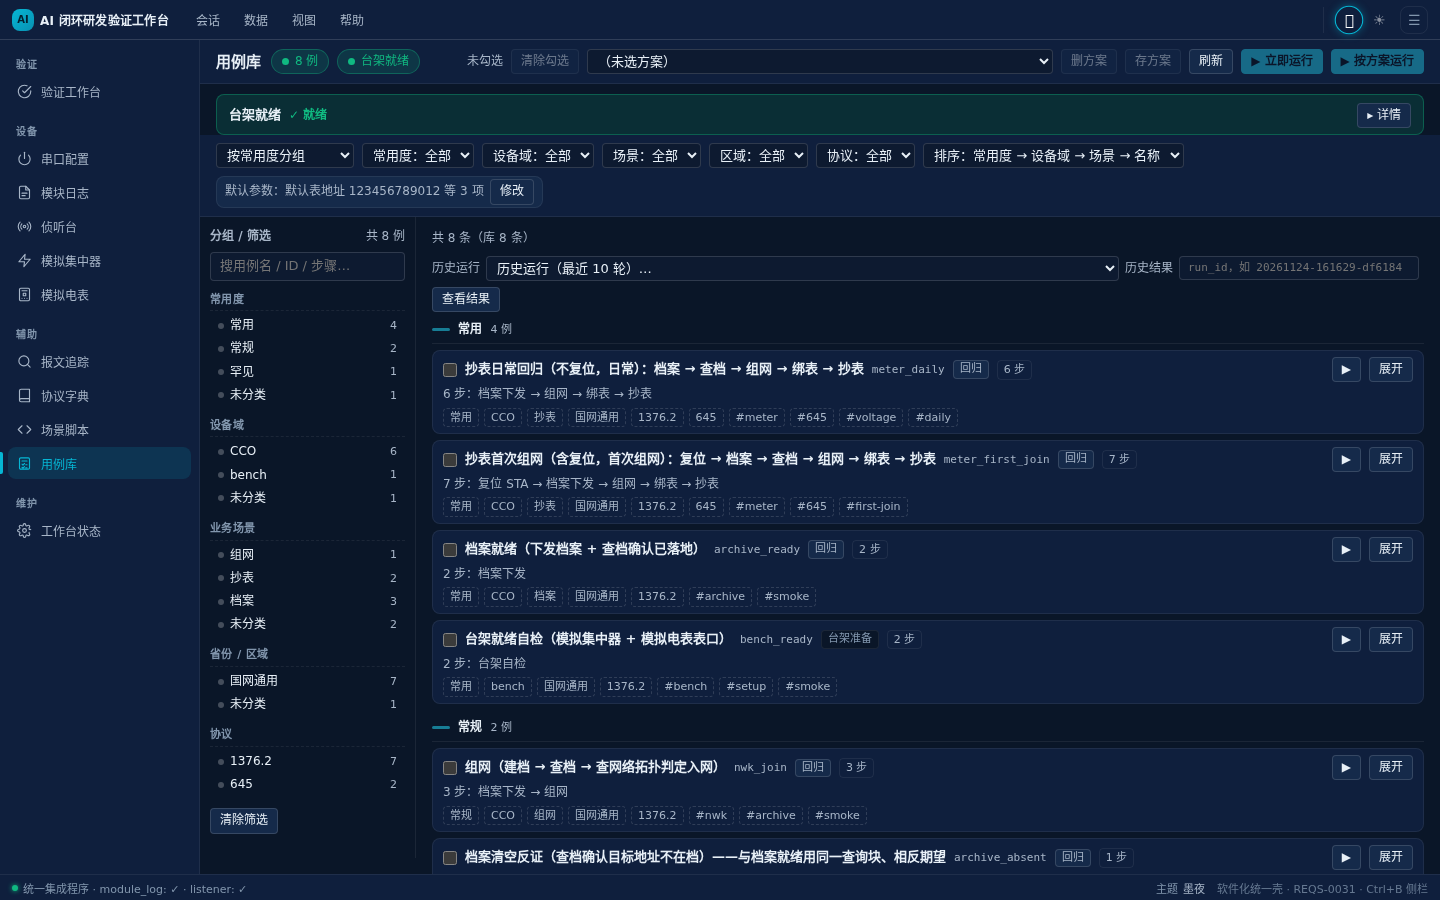 AI AI 闭环研发验证工作台 会话 数据 视图 帮助
验证
验证工作台
设备
串口配置
模块日志
侦听台
模拟集中器
模拟电表
辅助
报文追踪
协议字典
场景脚本
用例库
维护
工作台状态
用例库 8 例 台架就绪 未勾选 清除勾选 (未选方案) 删方案 存方案 刷新 ▶ 立即运行 ▶ 按方案运行
台架就绪 ✓ 就绪 ▸ 详情
按常用度分组 常用度: 全部 设备域: 全部 场景: 全部 区域: 全部 协议: 全部 排序: 常用度 → 设备域 → 场景 → 名称
默认参数: 默认表地址 123456789012 等 3 项 修改
分组 / 筛选 共 8 例
搜用例名 / ID / 步骤…
常用度
常用 4
常规 2
罕见 1
未分类 1
设备域
CCO 6
bench 1
未分类 1
业务场景
组网 1
抄表 2
档案 3
未分类 2
省份 / 区域
国网通用 7
未分类 1
协议
1376.2 7
645 2
清除筛选
共 8 条 (库 8 条)
历史运行 历史运行 (最近 10 轮) … 历史结果 run_id, 如 20261124-161629-df6184
查看结果
常用 4 例
抄表日常回归 (不复位, 日常): 档案 → 查档 → 组网 → 绑表 → 抄表 meter_daily 回归 6 步 ▶ 展开
6 步: 档案下发 → 组网 → 绑表 → 抄表
常用 CCO 抄表 国网通用 1376.2 645 #meter #645 #voltage #daily
抄表首次组网 (含复位, 首次组网): 复位 → 档案 → 查档 → 组网 → 绑表 → 抄表 meter_first_join 回归 7 步 ▶ 展开
7 步: 复位 STA → 档案下发 → 组网 → 绑表 → 抄表
常用 CCO 抄表 国网通用 1376.2 645 #meter #645 #first-join
档案就绪 (下发档案 + 查档确认已落地) archive_ready 回归 2 步 ▶ 展开
2 步: 档案下发
常用 CCO 档案 国网通用 1376.2 #archive #smoke
台架就绪自检 (模拟集中器 + 模拟电表表口) bench_ready 台架准备 2 步 ▶ 展开
2 步: 台架自检
常用 bench 国网通用 1376.2 #bench #setup #smoke
常规 2 例
组网 (建档 → 查档 → 查网络拓扑判定入网) nwk_join 回归 3 步 ▶ 展开
3 步: 档案下发 → 组网
常规 CCO 组网 国网通用 1376.2 #nwk #archive #smoke
档案清空反证 (查档确认目标地址不在档) ——与档案就绪用同一查询块、相反期望 archive_absent 回归 1 步 ▶ 展开
统一集成程序 · module_log: ✓ · listener: ✓ 主题 墨夜 软件化统一壳 · REQS-0031 · Ctrl+B 侧栏